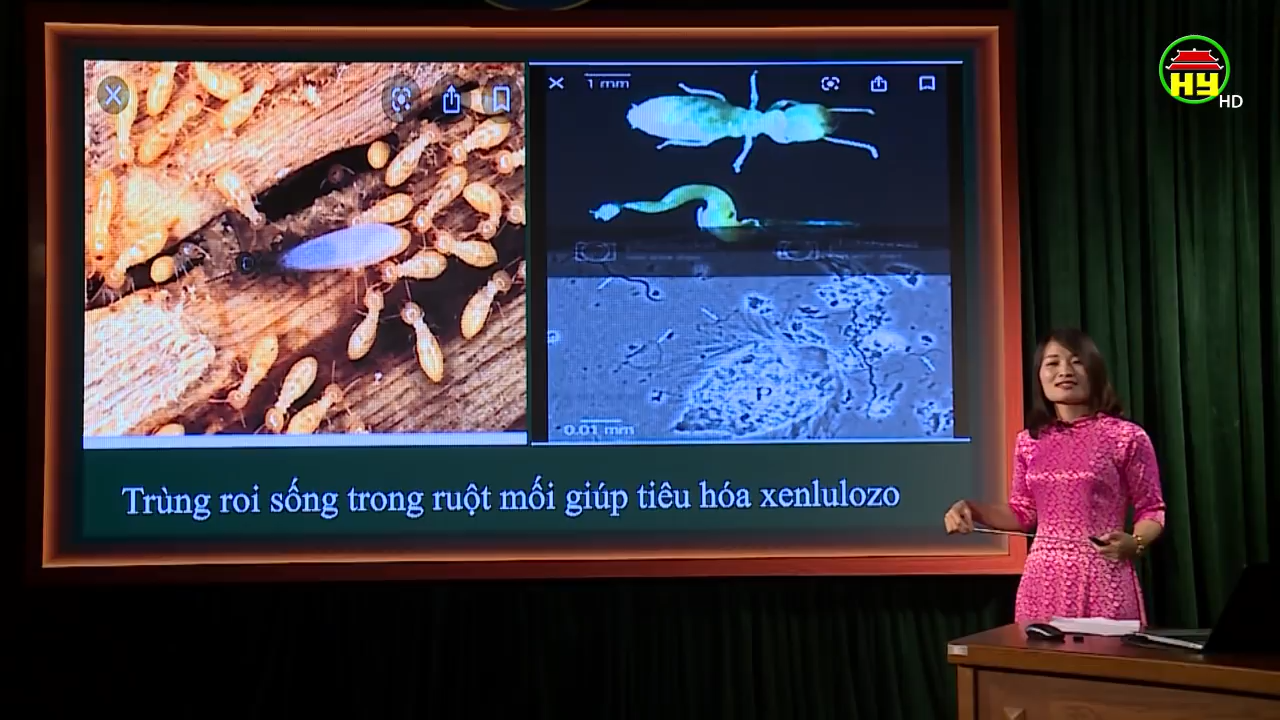 HY
HD
1 mm
P
0.01 mm
Trùng roi sống trong ruột mối giúp tiêu hóa xenlulozo